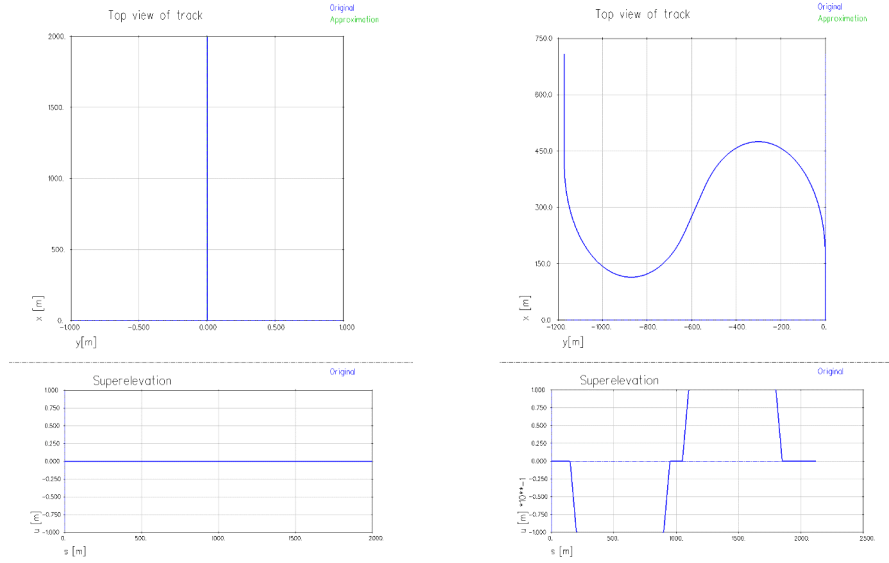 Top view of track
Original
Approximation
2000.
1500.
1000.
500.
0.
x [m]
-1.000
-0.500
0.000
0.500
1.000
y[m]
Top view of track
Original
Approximation
750.0
600.0
450.0
300.0
150.0
0.0
x [m]
-1200.
-1000.
-800.
-600.
-400.
-200.
0.
y[m]
Superelevation
Original
1.000
0.750
0.500
0.250
0.000
-0.250
-0.500
-0.750
-1.000
u [m]
0.
500.
1000.
1500.
2000.
s [m]
Superelevation
Original
1.000
0.750
0.500
0.250
0.000
-0.250
-0.500
-0.750
-1.000
u [m] *10**-1
0.
500.
1000.
1500.
2000.
2500.
s [m]